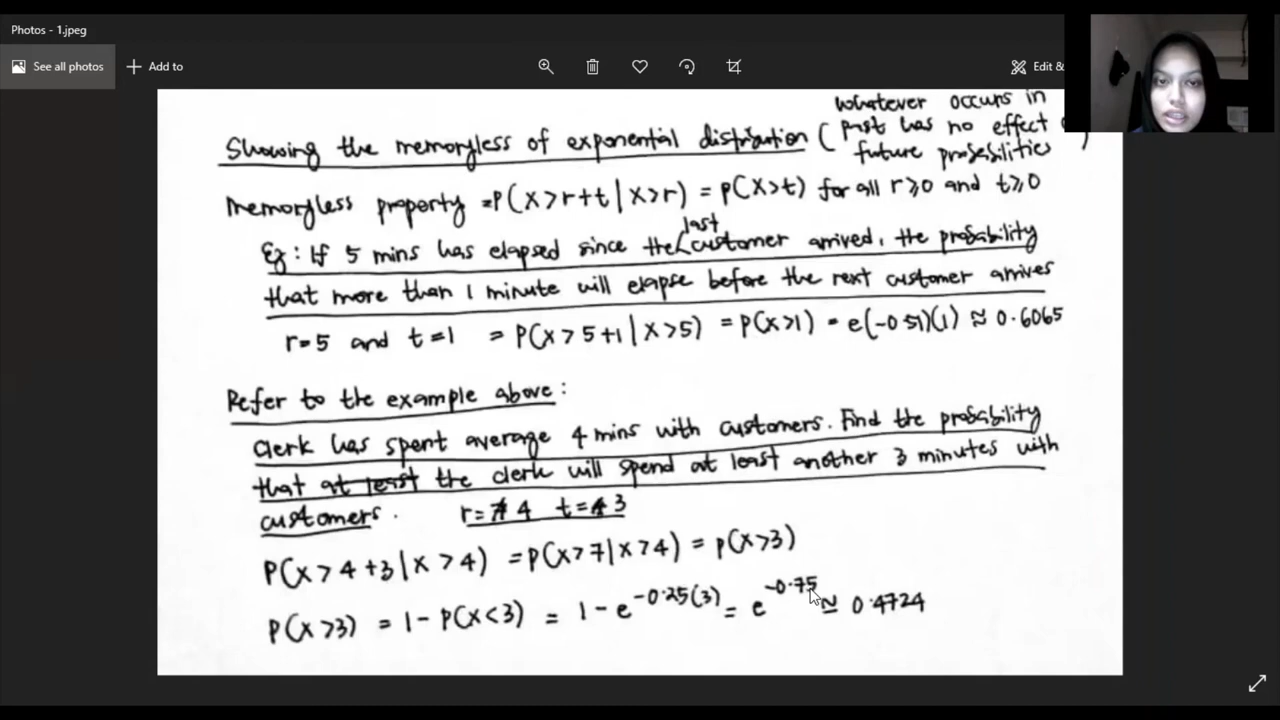 Photos - 1.jpeg
See all photos
Add to
Edit &
whatever occurs in
Showing the memoryless of exponential distribution ( past has no effect
future probabilities )
memoryless property = P(X>r+t|X>r) = P(X>t) for all r≥0 and t≥0
last
Eg: If 5 mins has elapsed since the customer arrived, the probability
that more than 1 minute will elapse before the next customer arrives
r=5 and t=1 = P(X>5+1|X>5) = P(X>1) = e(-0.51)(1) ≈ 0.6065
Refer to the example above:
Clerk has spent average 4 mins with customers. Find the probability
that at least the clerk will spend at least another 3 minutes with
customers. r= 4 t= 3
P(X>4+3|X>4) = P(X>7|X>4) = P(X>3)
P(X>3) = 1-P(X<3) = 1-e^-0.25(3) = e^-0.75 ≈ 0.4724